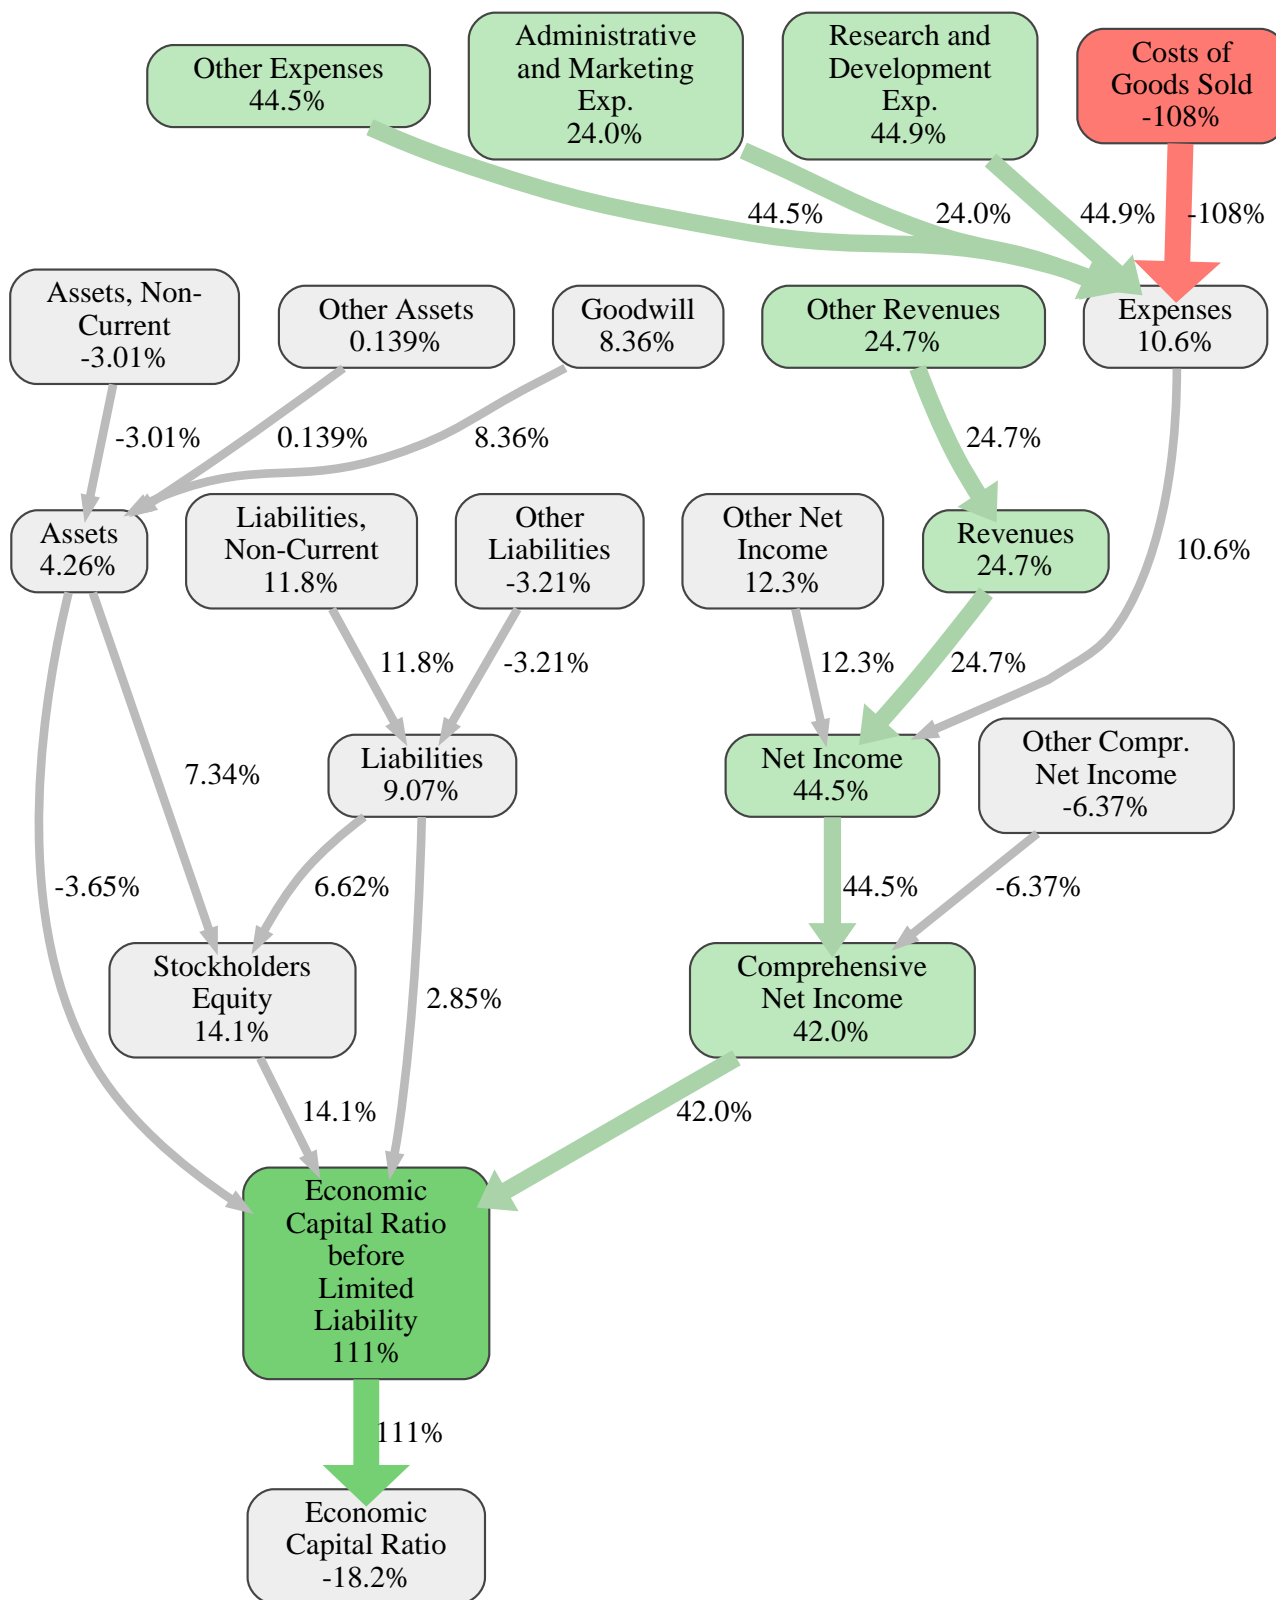 Other Expenses
44.5%
Administrative
and Marketing
Exp.
24.0%
Research and
Development
Exp.
44.9%
Costs of
Goods Sold
-108%
44.5%
24.0%
44.9%
-108%
Assets, Non-
Current
-3.01%
Other Assets
0.139%
Goodwill
8.36%
Other Revenues
24.7%
Expenses
10.6%
-3.01%
0.139%
8.36%
24.7%
Assets
4.26%
Liabilities,
Non-Current
11.8%
Other
Liabilities
-3.21%
Other Net
Income
12.3%
Revenues
24.7%
10.6%
11.8%
-3.21%
12.3%
24.7%
7.34%
Liabilities
9.07%
Net Income
44.5%
Other Compr.
Net Income
-6.37%
-3.65%
6.62%
44.5%
-6.37%
Stockholders
Equity
14.1%
2.85%
Comprehensive
Net Income
42.0%
14.1%
42.0%
Economic
Capital Ratio
before
Limited
Liability
111%
111%
Economic
Capital Ratio
-18.2%